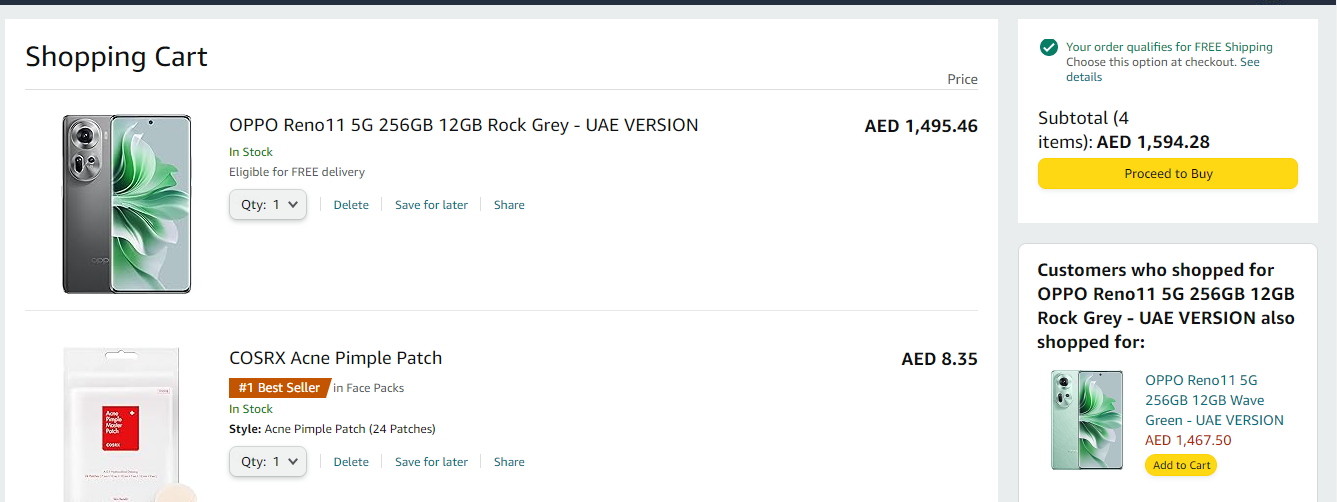 Shopping Cart
Price
OPPO Reno11 5G 256GB 12GB Rock Grey - UAE VERSION
AED 1,495.46
In Stock
Eligible for FREE delivery
Qty: 1
Delete
Save for later
Share
COSRX Acne Pimple Patch
AED 8.35
#1 Best Seller in Face Packs
In Stock
Style: Acne Pimple Patch (24 Patches)
Qty: 1
Delete
Save for later
Share
Acne
Pimple
Master
Patch
COSRX
Your order qualifies for FREE Shipping
Choose this option at checkout. See
details
Subtotal (4
items): AED 1,594.28
Proceed to Buy
Customers who shopped for
OPPO Reno11 5G 256GB 12GB
Rock Grey - UAE VERSION also
shopped for:
OPPO Reno11 5G
256GB 12GB Wave
Green - UAE VERSION
AED 1,467.50
Add to Cart